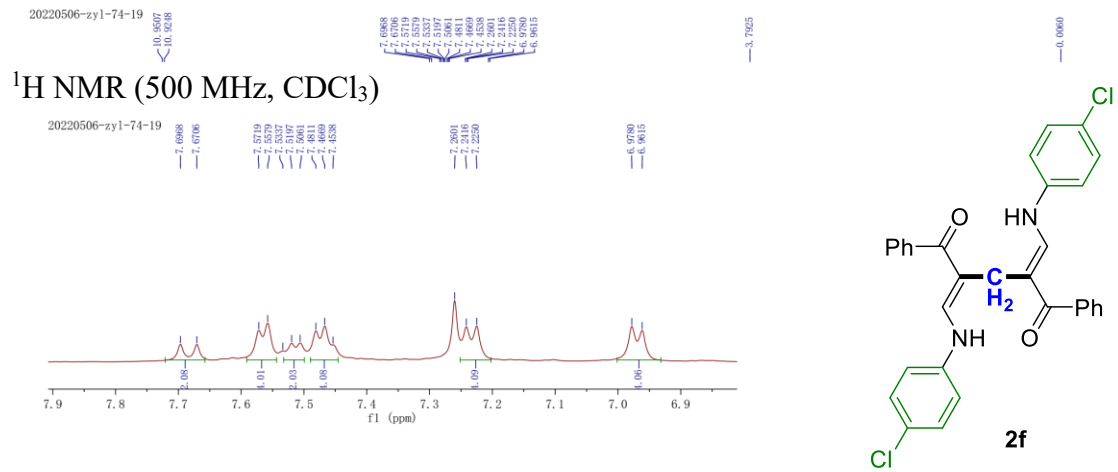 20220506-zyl-74-19
10.9507
10.9248
7.6968
7.6706
7.5719
7.5579
7.5337
7.5197
7.5061
7.4811
7.4669
7.4538
7.2601
7.2416
7.2250
6.9780
6.9615
3.7925
0.0060
¹H NMR (500 MHz, CDCl₃)
20220506-zyl-74-19
7.6968
7.6706
7.5719
7.5579
7.5337
7.5197
7.5061
7.4811
7.4669
7.4538
7.2601
7.2416
7.2250
6.9780
6.9615
2.08
4.01
2.03
4.08
4.09
4.06
7.9 7.8 7.7 7.6 7.5 7.4 7.3 7.2 7.1 7.0 6.9
f1 (ppm)
Cl
HN
O
Ph
C
H₂
Ph
O
NH
Cl
2f